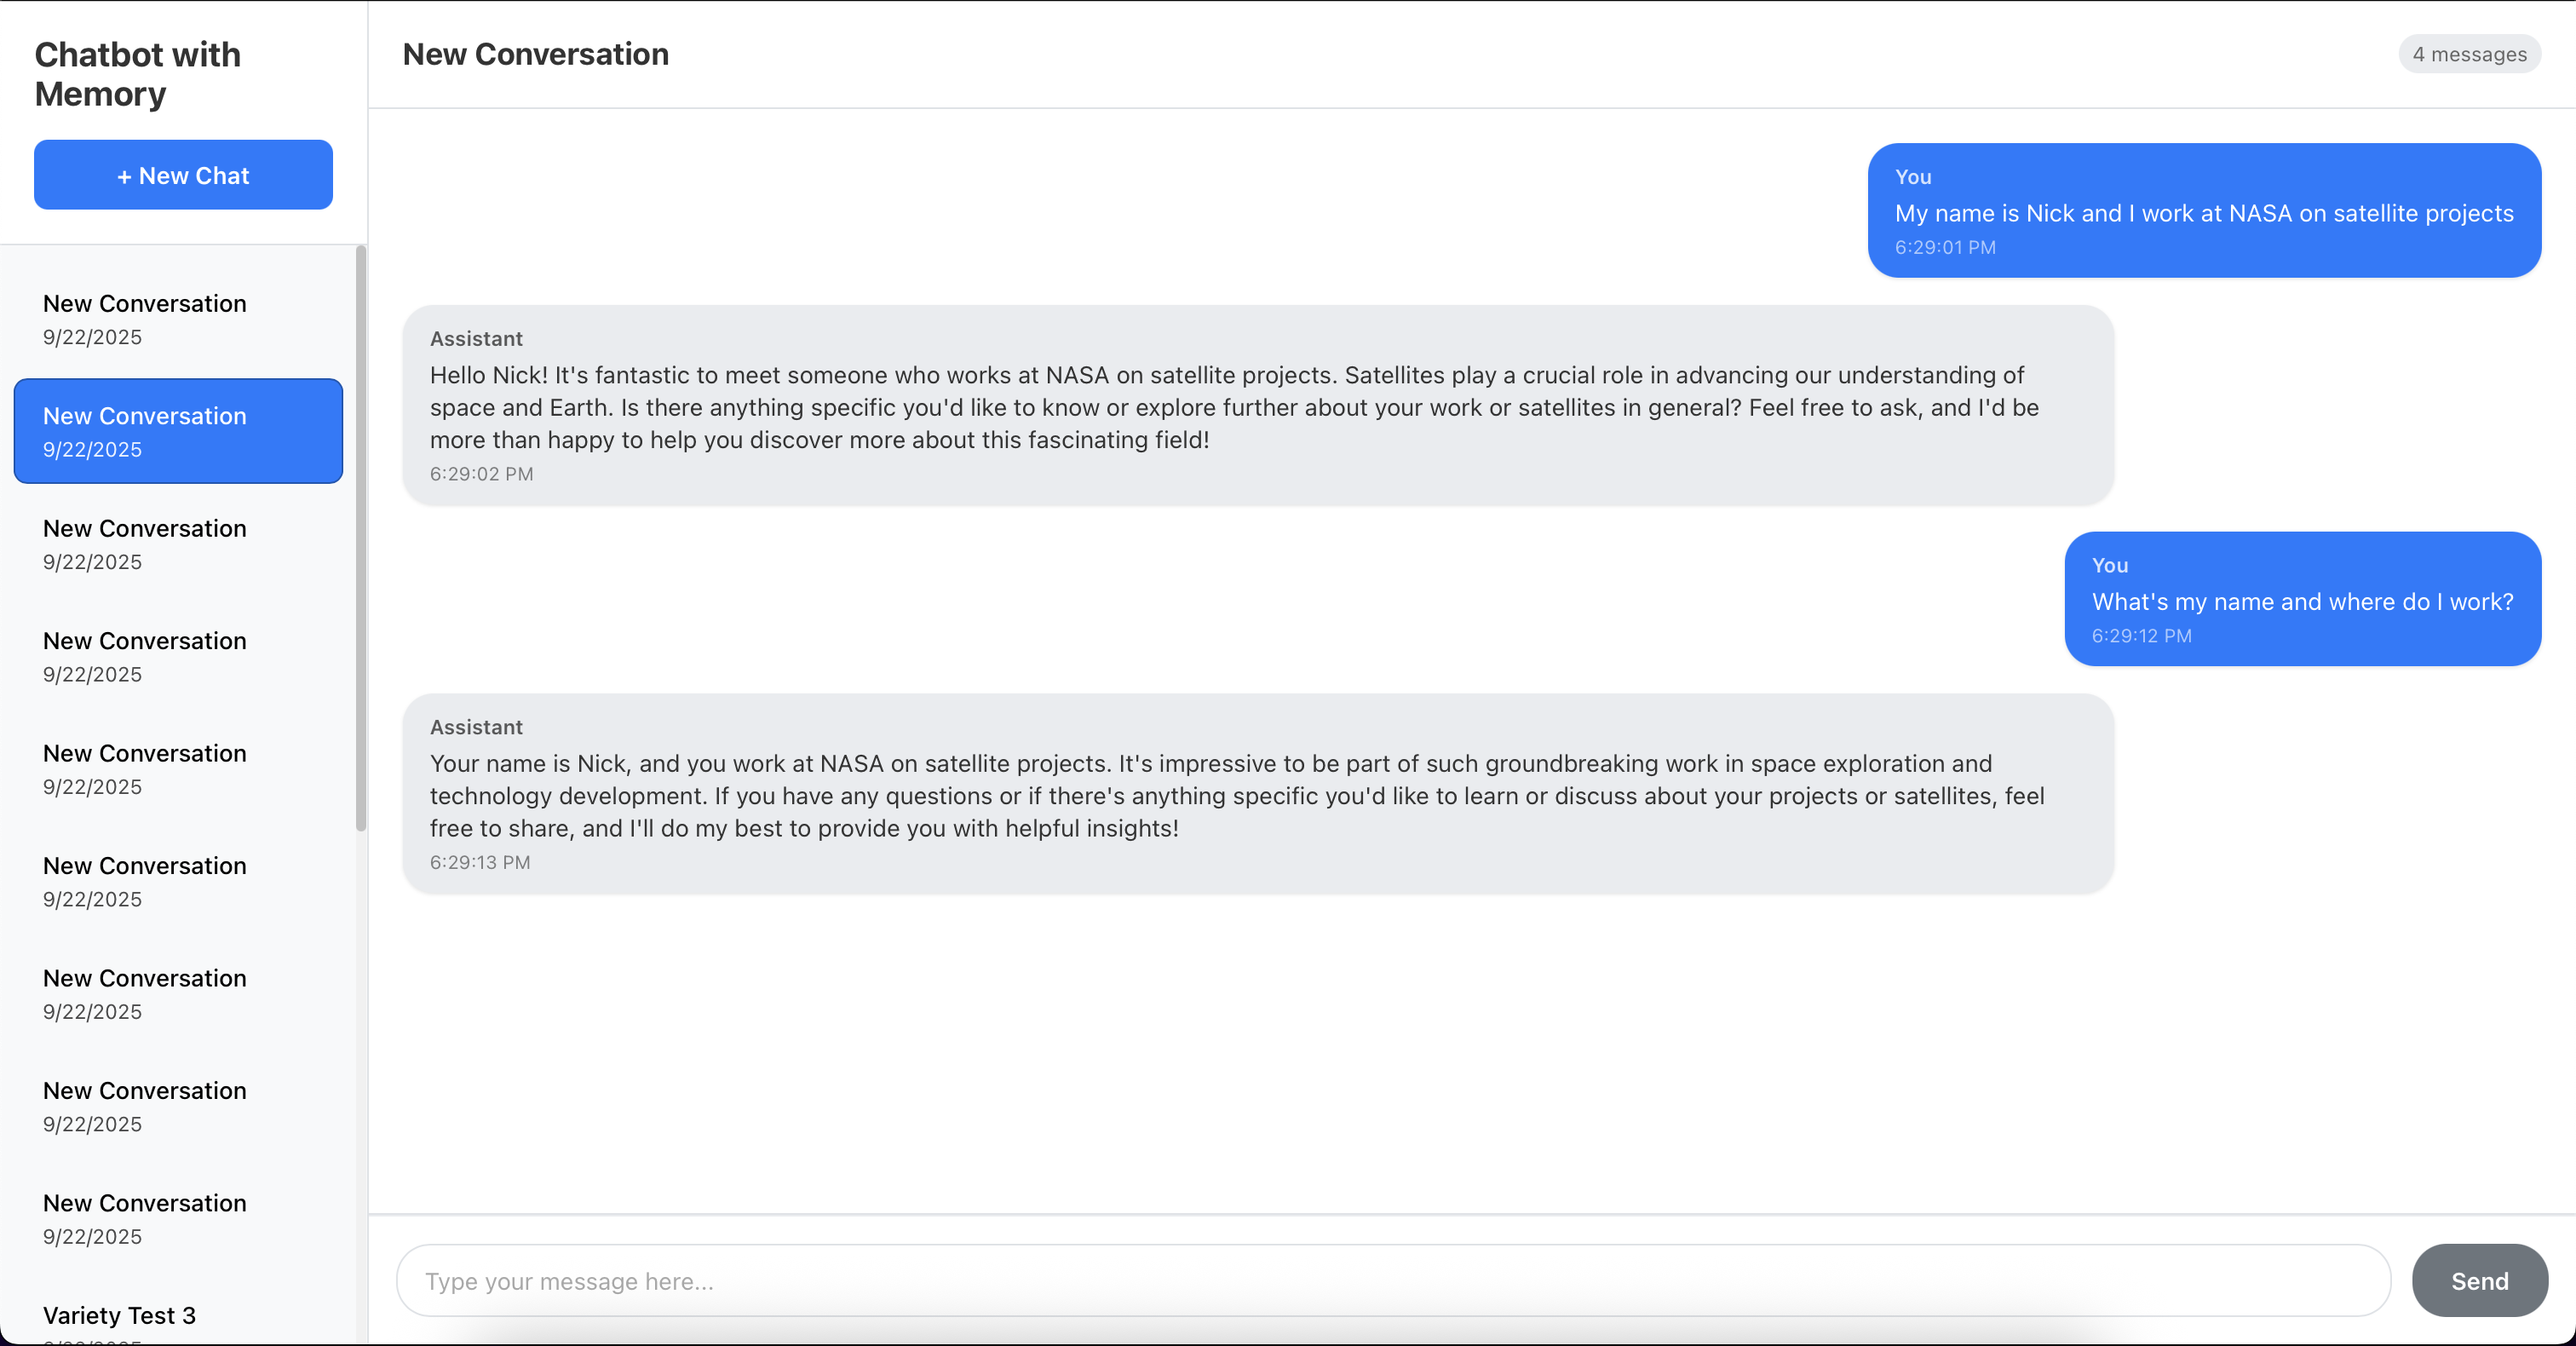 Chatbot with
Memory
+ New Chat
New Conversation
9/22/2025
New Conversation
9/22/2025
New Conversation
9/22/2025
New Conversation
9/22/2025
New Conversation
9/22/2025
New Conversation
9/22/2025
New Conversation
9/22/2025
New Conversation
9/22/2025
New Conversation
9/22/2025
Variety Test 3
New Conversation
4 messages
You
My name is Nick and I work at NASA on satellite projects
6:29:01 PM
Assistant
Hello Nick! It's fantastic to meet someone who works at NASA on satellite projects. Satellites play a crucial role in advancing our understanding of
space and Earth. Is there anything specific you'd like to know or explore further about your work or satellites in general? Feel free to ask, and I'd be
more than happy to help you discover more about this fascinating field!
6:29:02 PM
You
What's my name and where do I work?
6:29:12 PM
Assistant
Your name is Nick, and you work at NASA on satellite projects. It's impressive to be part of such groundbreaking work in space exploration and
technology development. If you have any questions or if there's anything specific you'd like to learn or discuss about your projects or satellites, feel
free to share, and I'll do my best to provide you with helpful insights!
6:29:13 PM
Type your message here...
Send